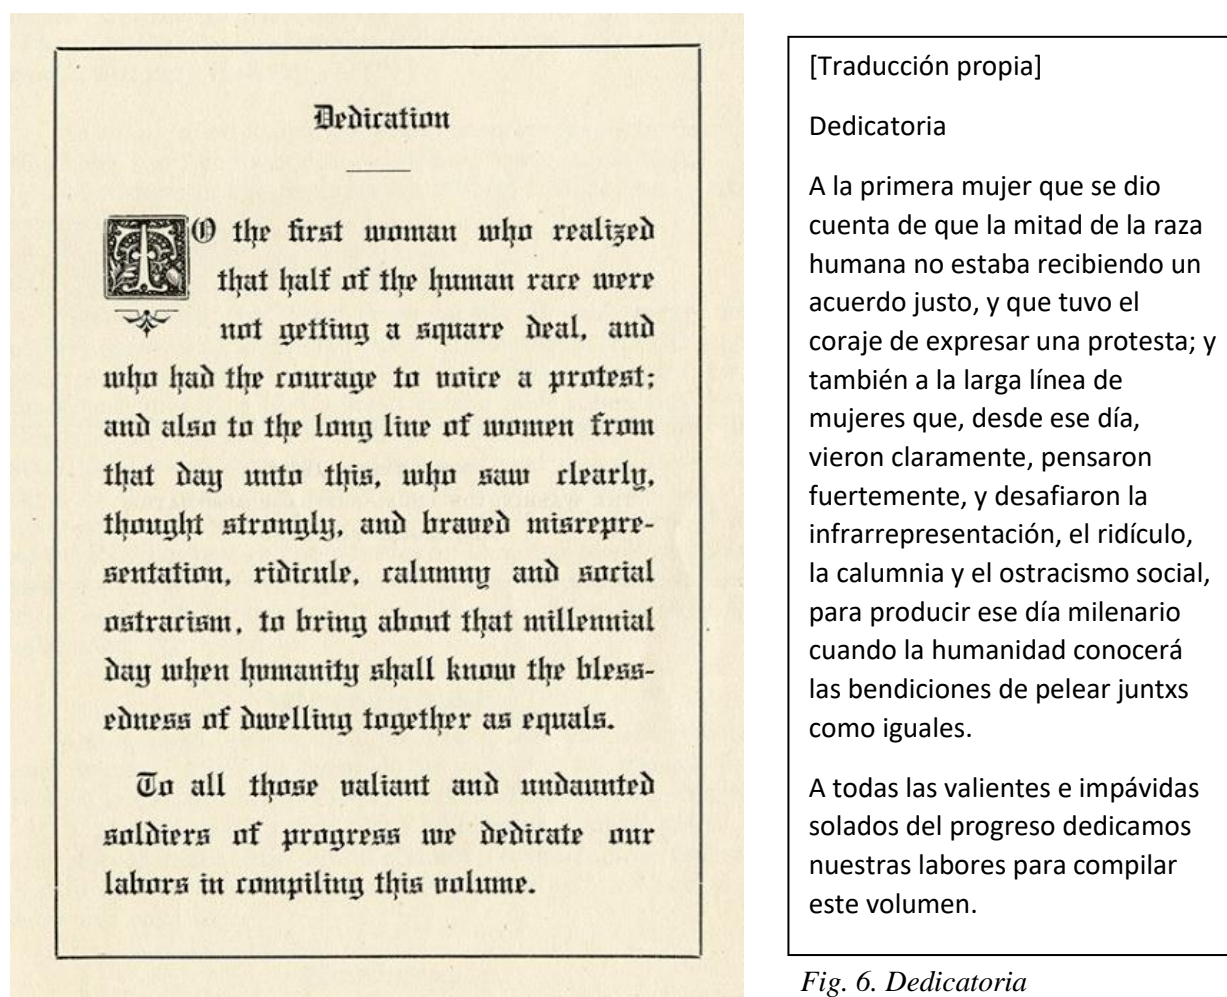 Dedication
TO the first woman who realized
that half of the human race were
not getting a square deal, and
who had the courage to voice a protest;
and also to the long line of women from
that day unto this, who saw clearly,
thought strongly, and braved misrepre-
sentation, ridicule, calumny and social
ostracism, to bring about that millennial
day when humanity shall know the bless-
edness of dwelling together as equals.
To all those valiant and undaunted
soldiers of progress we dedicate our
labors in compiling this volume.
[Traducción propia]
Dedicatoria
A la primera mujer que se dio
cuenta de que la mitad de la raza
humana no estaba recibiendo un
acuerdo justo, y que tuvo el
coraje de expresar una protesta; y
también a la larga línea de
mujeres que, desde ese día,
vieron claramente, pensaron
fuertemente, y desafiaron la
infrarrepresentación, el ridículo,
la calumnia y el ostracismo social,
para producir ese día milenario
cuando la humanidad conocerá
las bendiciones de pelear juntxs
como iguales.
A todas las valientes e impávidas
solados del progreso dedicamos
nuestras labores para compilar
este volumen.
Fig. 6. Dedicatoria